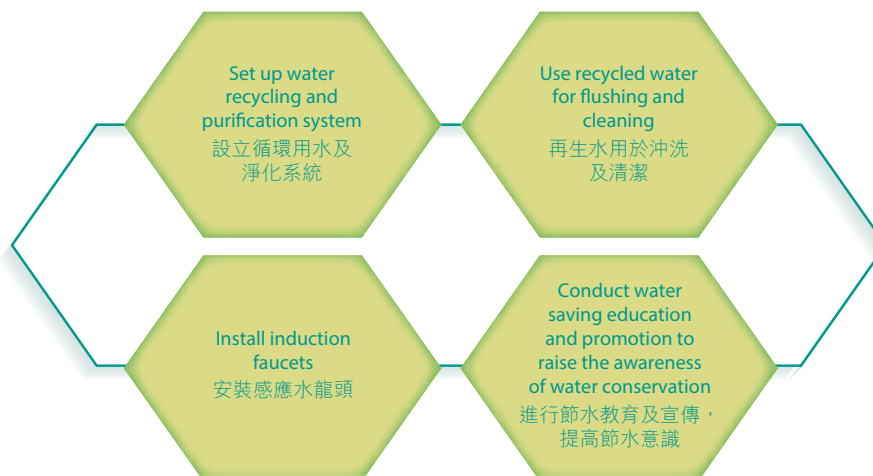 Set up water
recycling and
purification system
設立循環用水及
淨化系統
Use recycled water
for flushing and
cleaning
再生水用於沖洗
及清潔
Install induction
faucets
安裝感應水龍頭
Conduct water
saving education
and promotion to
raise the awareness
of water conservation
進行節水教育及宣傳，
提高節水意識